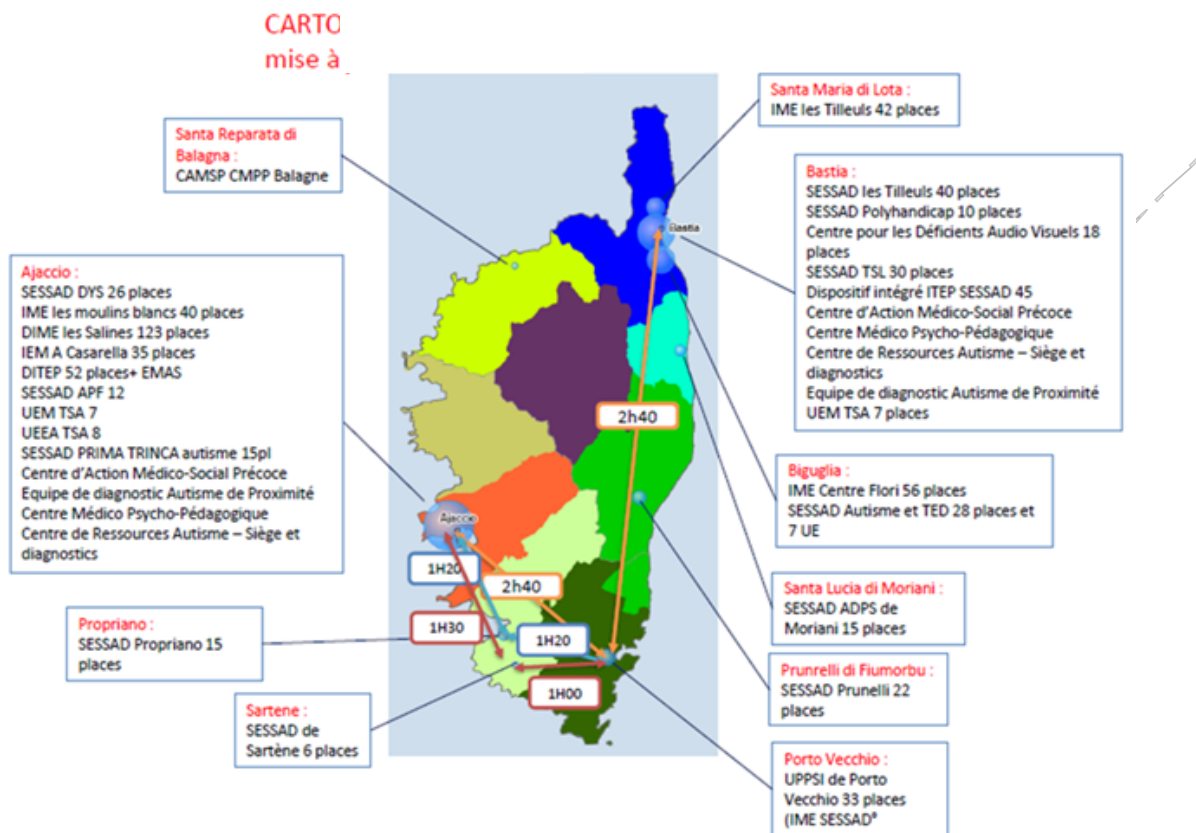 CARTO
mise à
Santa Maria di Lota :
IME les Tilleuls 42 places
Santa Reparata di
Balagna :
CAMSP CMPP Balagne
Bastia :
SESSAD les Tilleuls 40 places
SESSAD Polyhandicap 10 places
Centre pour les Déficients Audio Visuels 18
places
SESSAD TSL 30 places
Dispositif intégré ITEP SESSAD 45
Centre d’Action Médico-Social Précoce
Centre Médico Psycho-Pédagogique
Centre de Ressources Autisme – Siège et
diagnostics
Equipe de diagnostic Autisme de Proximité
UEM TSA 7 places
Bastia
Ajaccio :
SESSAD DYS 26 places
IME les moulins blancs 40 places
DIME les Salines 123 places
IEM A Casarella 35 places
DITEP 52 places+ EMAS
SESSAD APF 12
UEM TSA 7
UEEA TSA 8
SESSAD PRIMA TRINCA autisme 15pl
Centre d’Action Médico-Social Précoce
Equipe de diagnostic Autisme de Proximité
Centre Médico Psycho-Pédagogique
Centre de Ressources Autisme – Siège et
diagnostics
2h40
Biguglia :
IME Centre Flori 56 places
SESSAD Autisme et TED 28 places et
7 UE
Ajaccio
1H20
2h40
Santa Lucia di Moriani :
SESSAD ADPS de
Moriani 15 places
Propriano :
SESSAD Propriano 15
places
1H30
1H20
Prunrelli di Fiumorbu :
SESSAD Prunelli 22
places
1H00
Sartene :
SESSAD de
Sartène 6 places
Porto Vecchio :
UPPSI de Porto
Vecchio 33 places
(IME SESSAD°